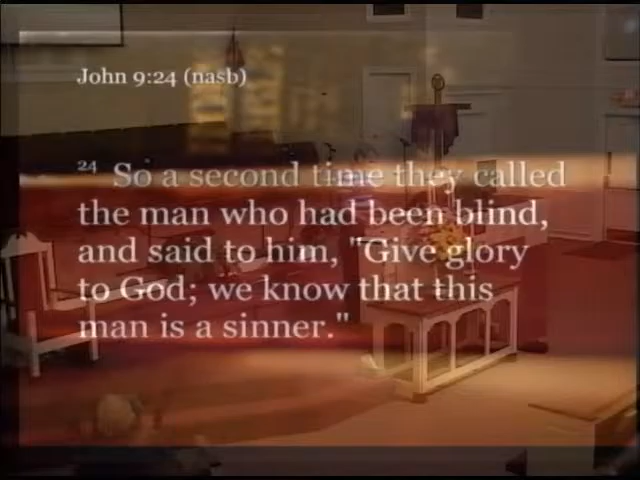 John 9:24 (nasb)
24 So a second time they called
the man who had been blind,
and said to him, "Give glory
to God; we know that this
man is a sinner."